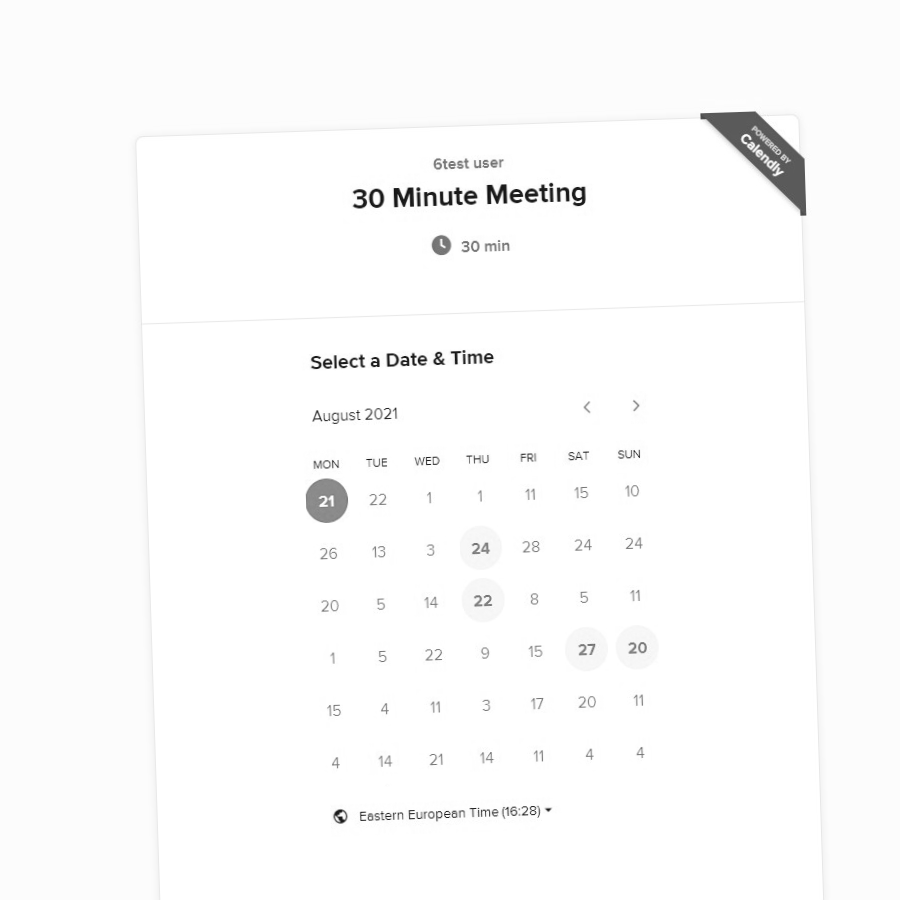 POWERED BY
Calendly
6test user
30 Minute Meeting
30 min
Select a Date & Time
August 2021
MON TUE WED THU FRI SAT SUN
21 22 1 1 11 15 10
26 13 3 24 28 24 24
20 5 14 22 8 5 11
1 5 22 9 15 27 20
15 4 11 3 17 20 11
4 14 21 14 11 4 4
Eastern European Time (16:28)